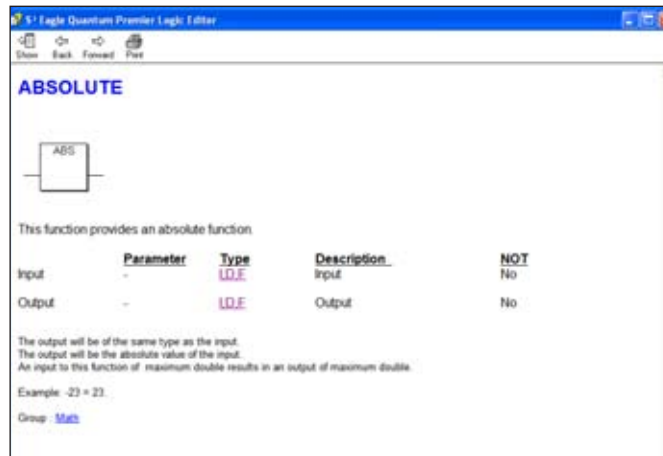 S³ Eagle Quantum Premier Logic Editor
Show Back Forward Print
ABSOLUTE
ABS
This function provides an absolute function.
Parameter Type Description NOT
Input - I,D,F Input No
Output - I,D,F Output No
The output will be of the same type as the input.
The output will be the absolute value of the input.
An input to this function of maximum double results in an output of maximum double.
Example: -23 = 23.
Group : Math